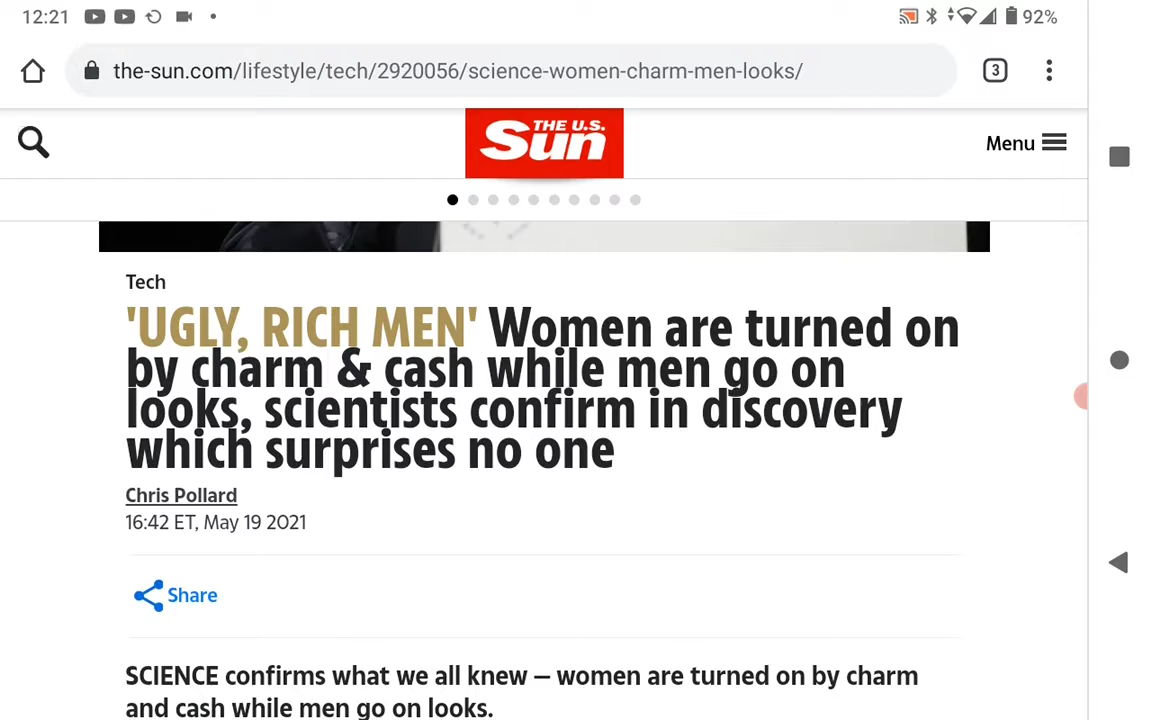 12:21 92%
the-sun.com/lifestyle/tech/2920056/science-women-charm-men-looks/ 3
THE U.S.
Sun
Menu
Tech
'UGLY, RICH MEN' Women are turned on
by charm & cash while men go on
looks, scientists confirm in discovery
which surprises no one
Chris Pollard
16:42 ET, May 19 2021
Share
SCIENCE confirms what we all knew – women are turned on by charm
and cash while men go on looks.